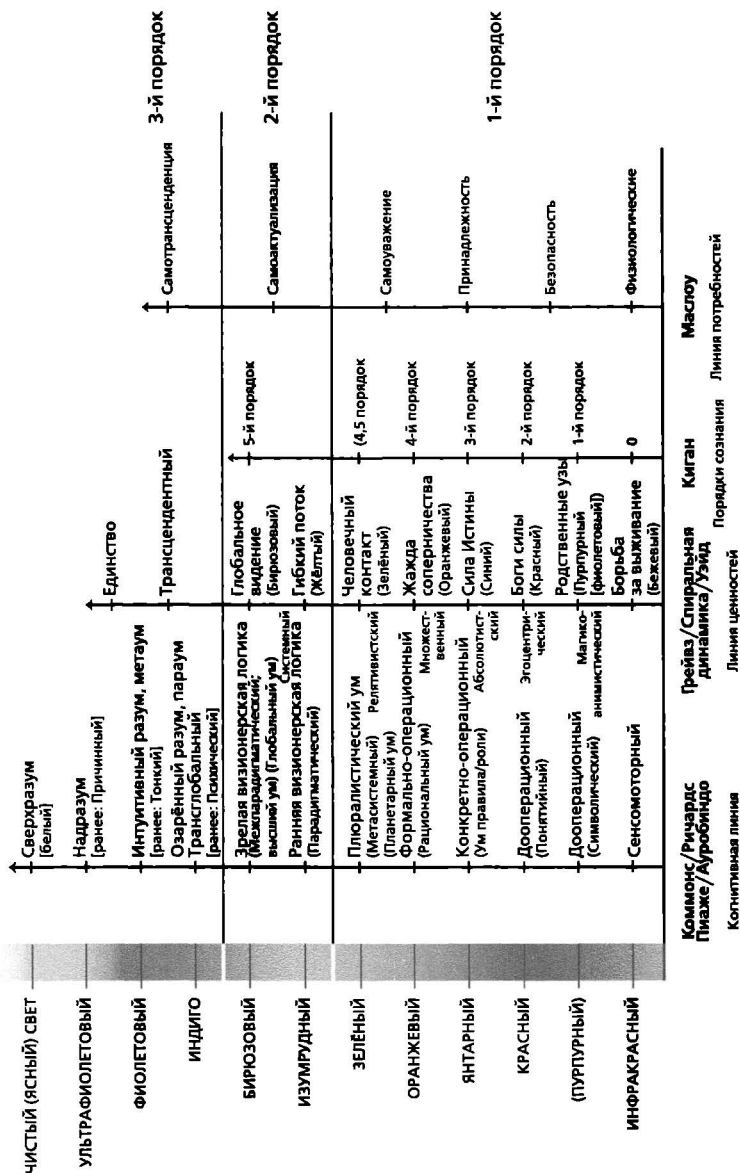 ЧИСТЫЙ (ЯСНЫЙ) СВЕТ
УЛЬТРАФИОЛЕТОВЫЙ
ФИОЛЕТОВЫЙ
ИНДИГО
БИРЮЗОВЫЙ
ИЗУМРУДНЫЙ
ЗЕЛЁНЫЙ
ОРАНЖЕВЫЙ
ЯНТАРНЫЙ
КРАСНЫЙ
(ПУРПУРНЫЙ)
ИНФРАКРАСНЫЙ
Сверхразум
[белый]
Надразум
[ранее: Причинный]
Интуитивный разум, метаум
[ранее: Тонкий]
Озарённый разум, параум
Трансглобальный
[ранее: Психический]
Зрелая визионерская логика
(Межпарадигматический;
высший ум) (Глобальный ум)
Системный
Ранняя визионерская логика
(Парадигматический)
Плюралистический ум
(Метасистемный)
Релятивистский
(Планетарный ум)
Формально-операционный
(Рациональный ум)
Множест-
венный
Конкретно-операционный
(Ум правила/роли)
Абсолютист-
ский
Дооперационный
(Понятийный)
Эгоцентри-
ческий
Дооперационный
(Символический)
Магико-
анимистический
Сенсомоторный
Коммонс/Ричардс
Пиаже/Ауробиндо
Когнитивная линия
Единство
Трансцендентный
Глобальное
видение
(Бирюзовый)
Гибкий поток
(Жёлтый)
Человечный
контакт
(Зелёный)
Жажда
соперничества
(Оранжевый)
Сила Истины
(Синий)
Боги силы
(Красный)
Родственные узы
(Пурпурный
[фиолетовый])
Борьба
за выживание
(Бежевый)
Грейвз/Спиральная
динамика/Уэйд
Линия ценностей
5-й порядок
(4,5 порядок
4-й порядок
3-й порядок
2-й порядок
1-й порядок
0
Киган
Порядки сознания
Самотрансценденция
Самоактуализация
Самоуважение
Принадлежность
Безопасность
Физиологические
Маслоу
Линия потребностей
3-й порядок
2-й порядок
1-й порядок